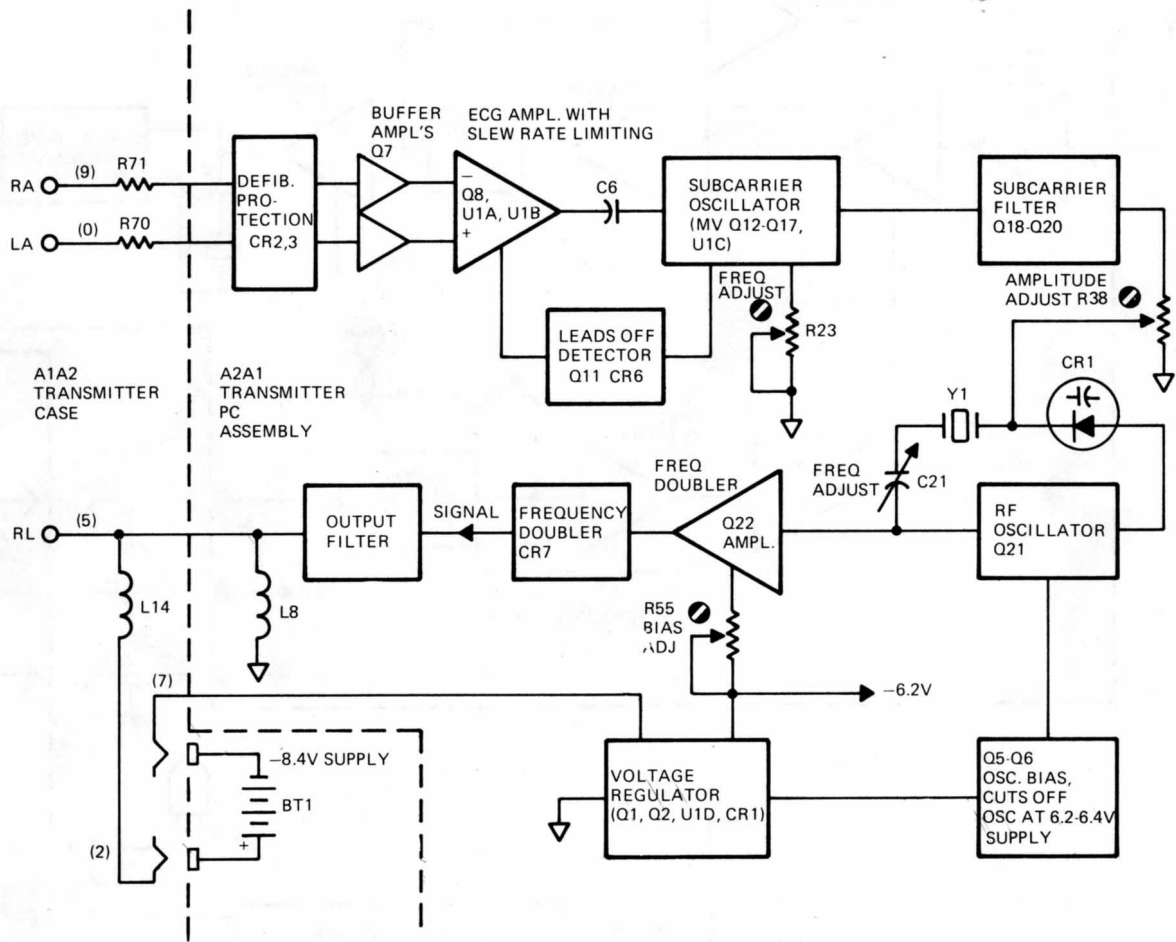 BUFFER
AMPL'S
Q7
ECG AMPL. WITH
SLEW RATE LIMITING
RA
(9)
R71
LA
(0)
R70
DEFIB.
PRO-
TECTION
CR2,3
−
Q8,
U1A, U1B
+
C6
SUBCARRIER
OSCILLATOR
(MV Q12-Q17,
U1C)
SUBCARRIER
FILTER
Q18-Q20
FREQ
ADJUST
R23
AMPLITUDE
ADJUST R38
LEADS OFF
DETECTOR
Q11 CR6
A1A2
TRANSMITTER
CASE
A2A1
TRANSMITTER
PC
ASSEMBLY
Y1
CR1
FREQ
ADJUST
C21
FREQ
DOUBLER
RL
(5)
OUTPUT
FILTER
SIGNAL
FREQUENCY
DOUBLER
CR7
Q22
AMPL.
RF
OSCILLATOR
Q21
L14
L8
R55
BIAS
ADJ
−6.2V
(7)
−8.4V SUPPLY
BT1
+
(2)
VOLTAGE
REGULATOR
(Q1, Q2, U1D, CR1)
Q5-Q6
OSC. BIAS,
CUTS OFF
OSC AT 6.2-6.4V
SUPPLY